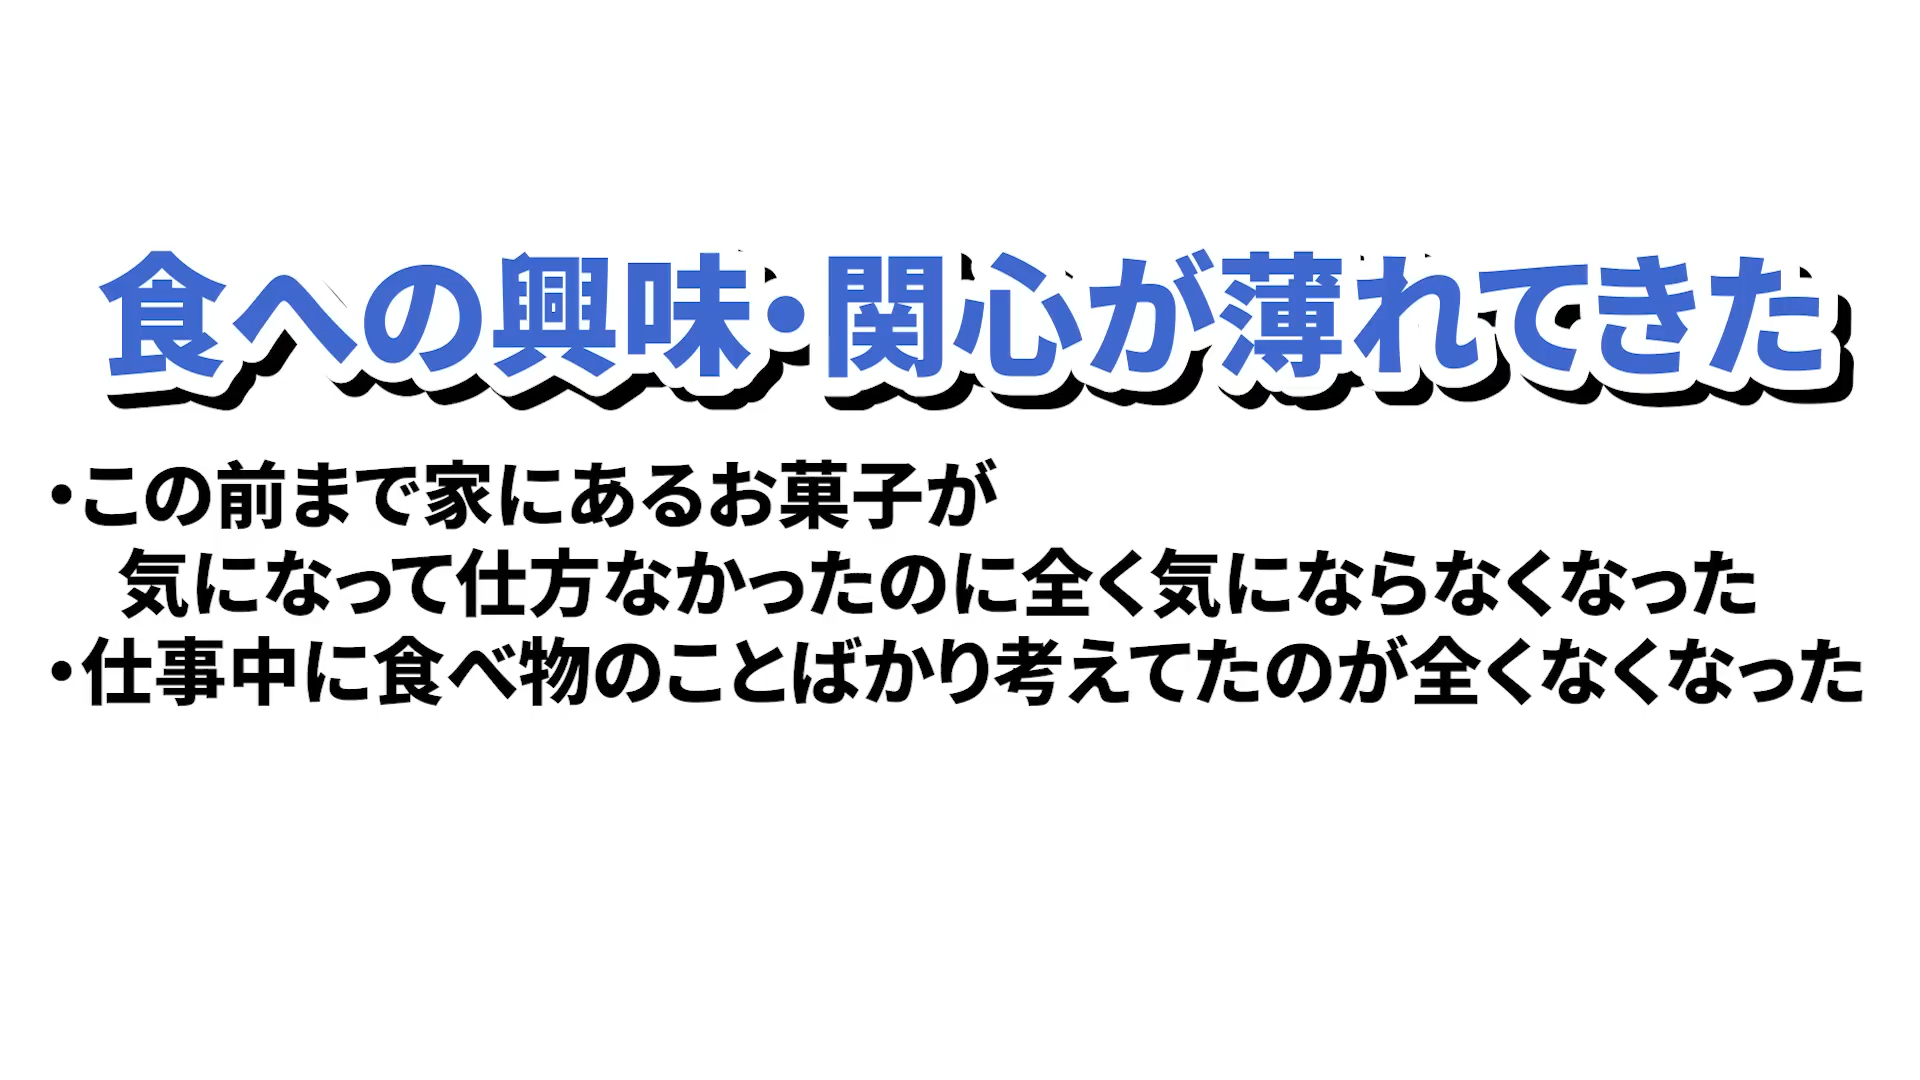 食への興味・関心が薄れてきた
・この前まで家にあるお菓子が
気になって仕方なかったのに全く気にならなくなった
・仕事中に食べ物のことばかり考えてたのが全くなくなった